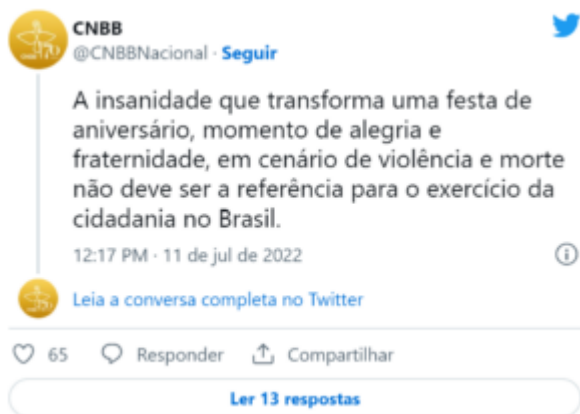 CNBB
@CNBBNacional · Seguir
A insanidade que transforma uma festa de
aniversário, momento de alegria e
fraternidade, em cenário de violência e morte
não deve ser a referência para o exercício da
cidadania no Brasil.
12:17 PM · 11 de jul de 2022
Leia a conversa completa no Twitter
65 Responder Compartilhar
Ler 13 respostas